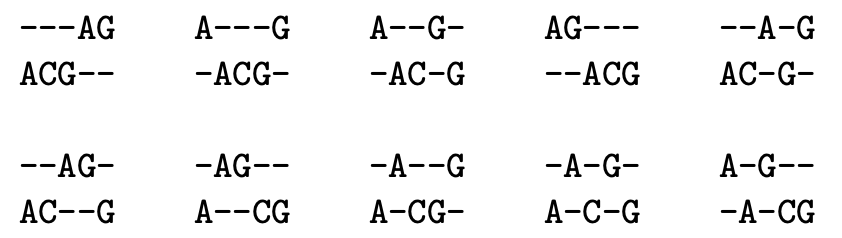 ---AG A---G A--G- AG--- --A-G
ACG-- -ACG- -AC-G --ACG AC-G-
--AG- -AG-- -A--G -A-G- A-G--
AC--G A--CG A-CG- A-C-G -A-CG